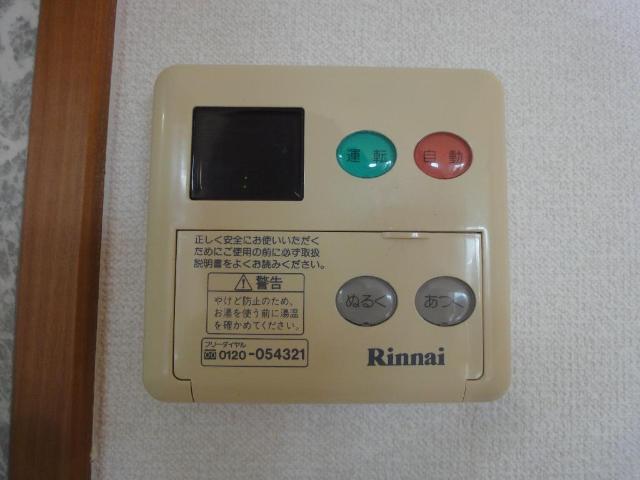 運転
自動
正しく安全にお使いいただく
ためにご使用の前に必ず取扱
説明書をよくお読みください。
警告
やけど防止のため、
お湯を使う前に湯温
を確かめてください。
フリーダイヤル
0120-054321
ぬるく
あつく
Rinnai